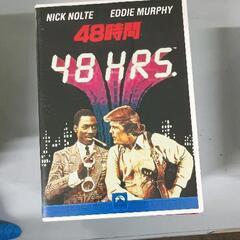 NICK NOLTE EDDIE MURPHY
48時間
48 HRS.